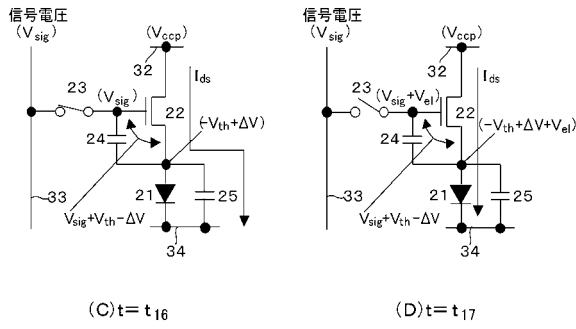 信号電圧
(Vsig)
(Vccp)
32
Ids
23
(Vsig)
22
24
(-Vth+ΔV)
21
25
33
Vsig+Vth-ΔV
34
(C)t=t16
信号電圧
(Vsig)
(Vccp)
32
Ids
23
(Vsig+Vel)
22
24
(-Vth+ΔV+Vel)
21
25
33
Vsig+Vth-ΔV
34
(D)t=t17